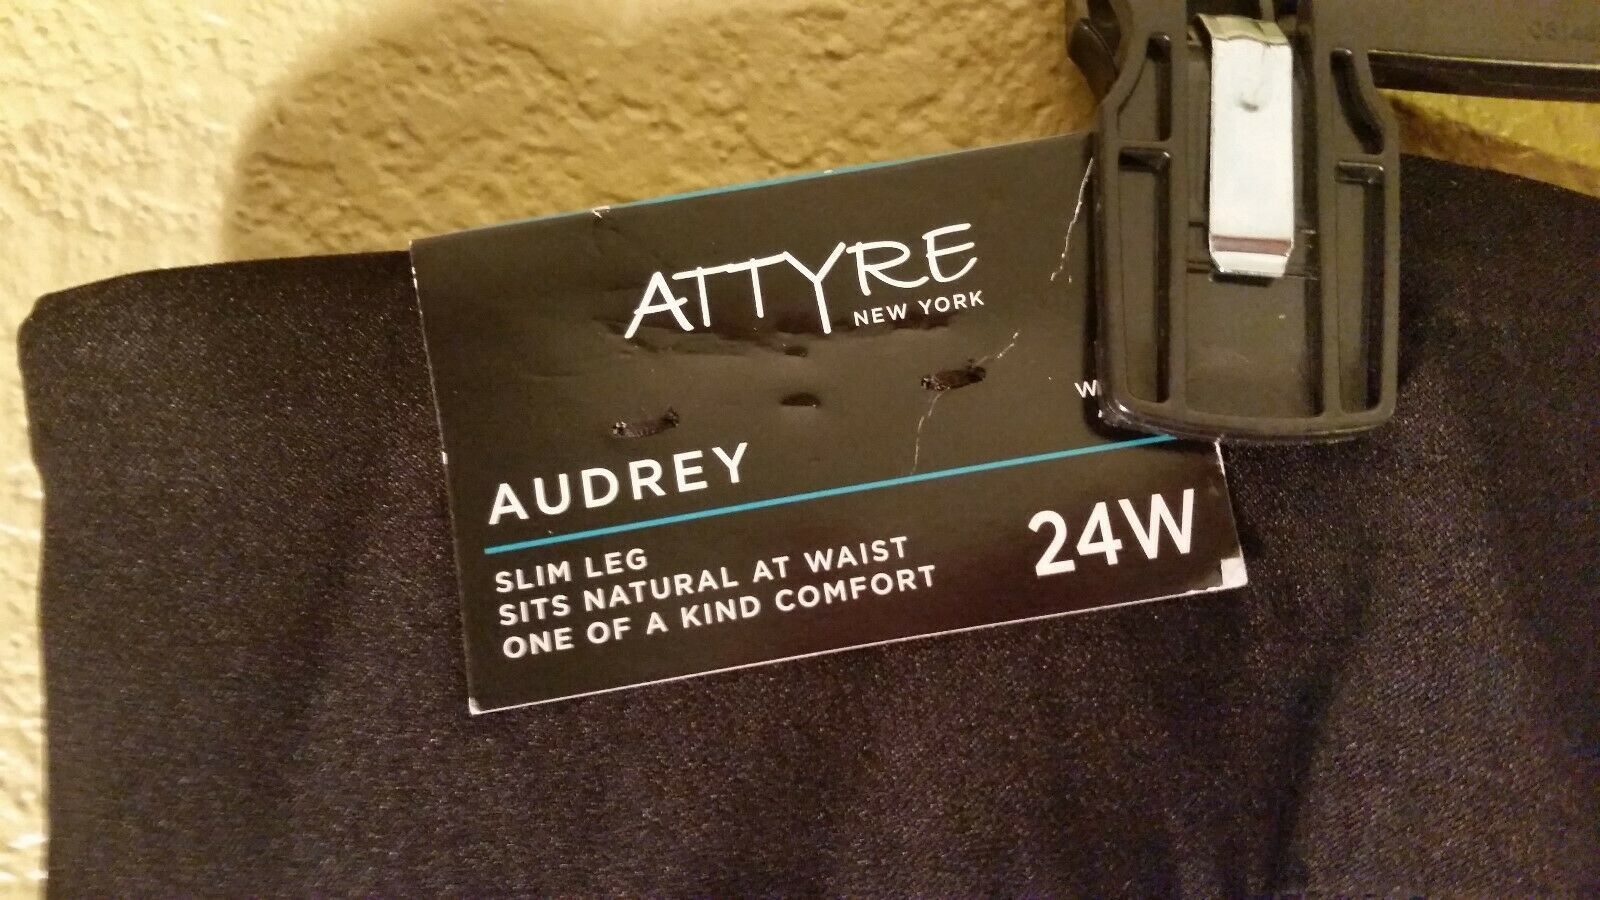 ATTYRE
NEW YORK
AUDREY
SLIM LEG
SITS NATURAL AT WAIST
ONE OF A KIND COMFORT
24W